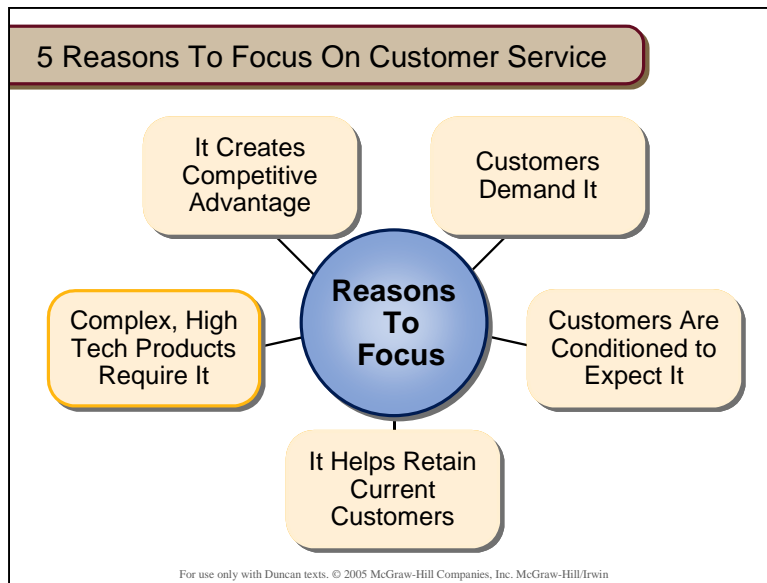 5 Reasons To Focus On Customer Service
It Creates
Competitive
Advantage
Customers
Demand It
Reasons
To
Focus
Complex, High
Tech Products
Require It
Customers Are
Conditioned to
Expect It
It Helps Retain
Current
Customers
For use only with Duncan texts. © 2005 McGraw-Hill Companies, Inc. McGraw-Hill/Irwin